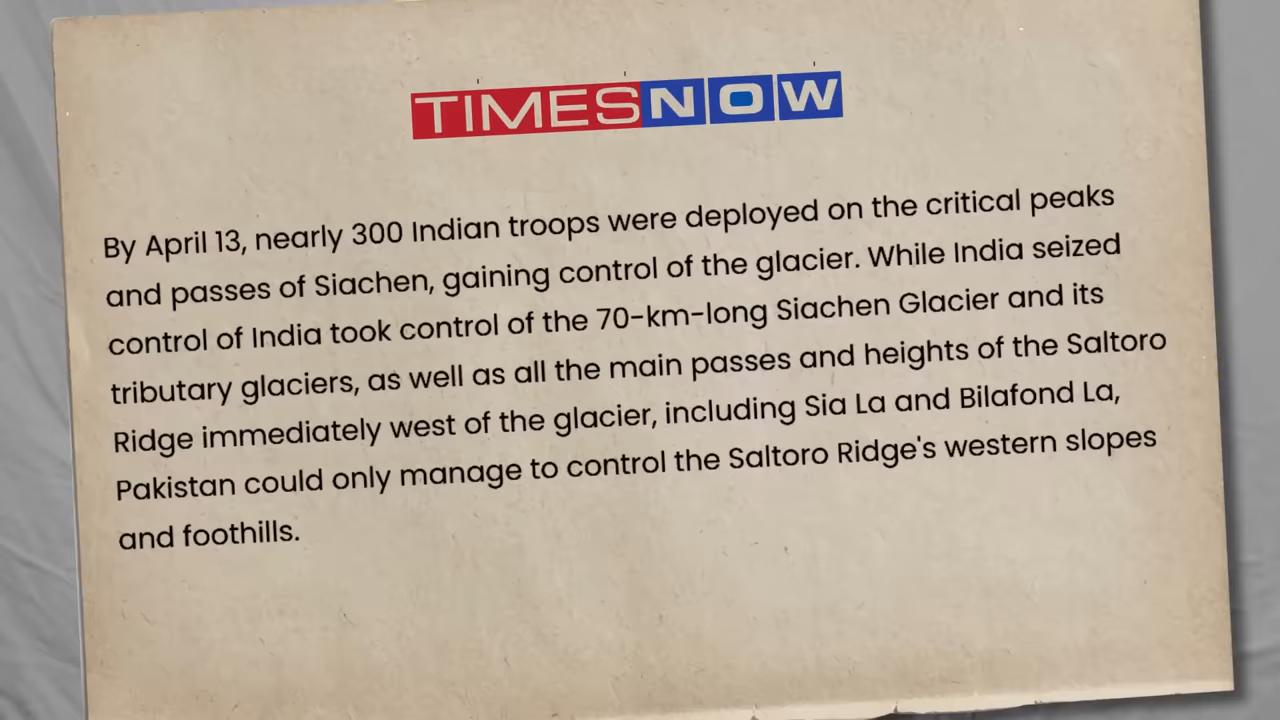 TIMES NOW
By April 13, nearly 300 Indian troops were deployed on the critical peaks
and passes of Siachen, gaining control of the glacier. While India seized
control of India took control of the 70-km-long Siachen Glacier and its
tributary glaciers, as well as all the main passes and heights of the Saltoro
Ridge immediately west of the glacier, including Sia La and Bilafond La,
Pakistan could only manage to control the Saltoro Ridge's western slopes
and foothills.